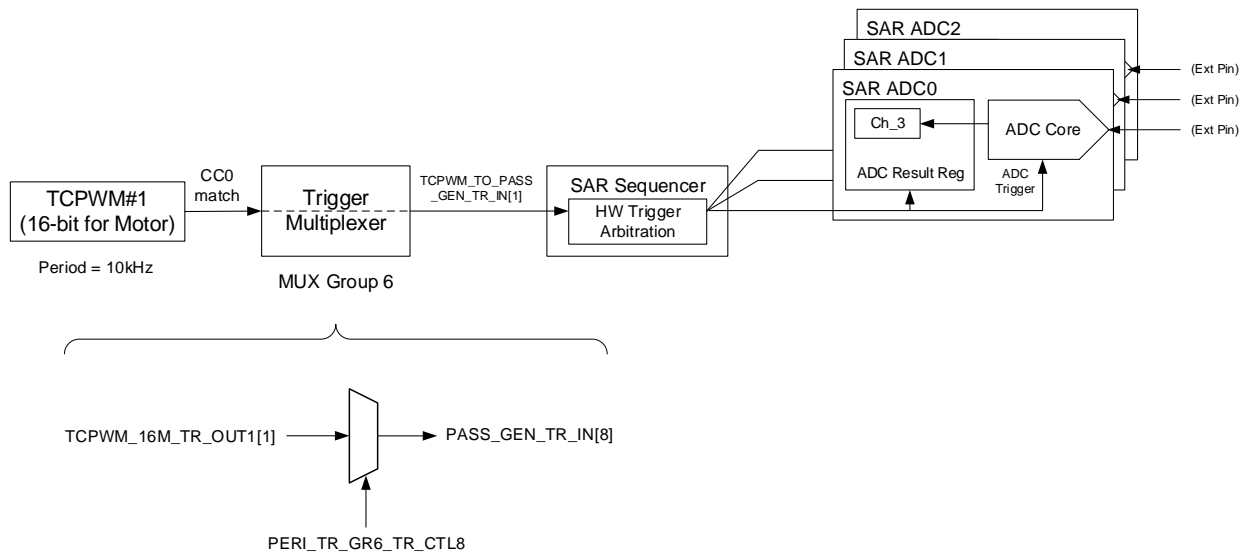 SAR ADC2
SAR ADC1
SAR ADC0
(Ext Pin)
(Ext Pin)
(Ext Pin)
Ch_3
ADC Core
ADC Result Reg
ADC
Trigger
TCPWM#1
(16-bit for Motor)
Period = 10kHz
CC0
match
Trigger
Multiplexer
MUX Group 6
TCPWM_TO_PASS
_GEN_TR_IN[1]
SAR Sequencer
HW Trigger
Arbitration
TCPWM_16M_TR_OUT1[1]
PASS_GEN_TR_IN[8]
PERI_TR_GR6_TR_CTL8